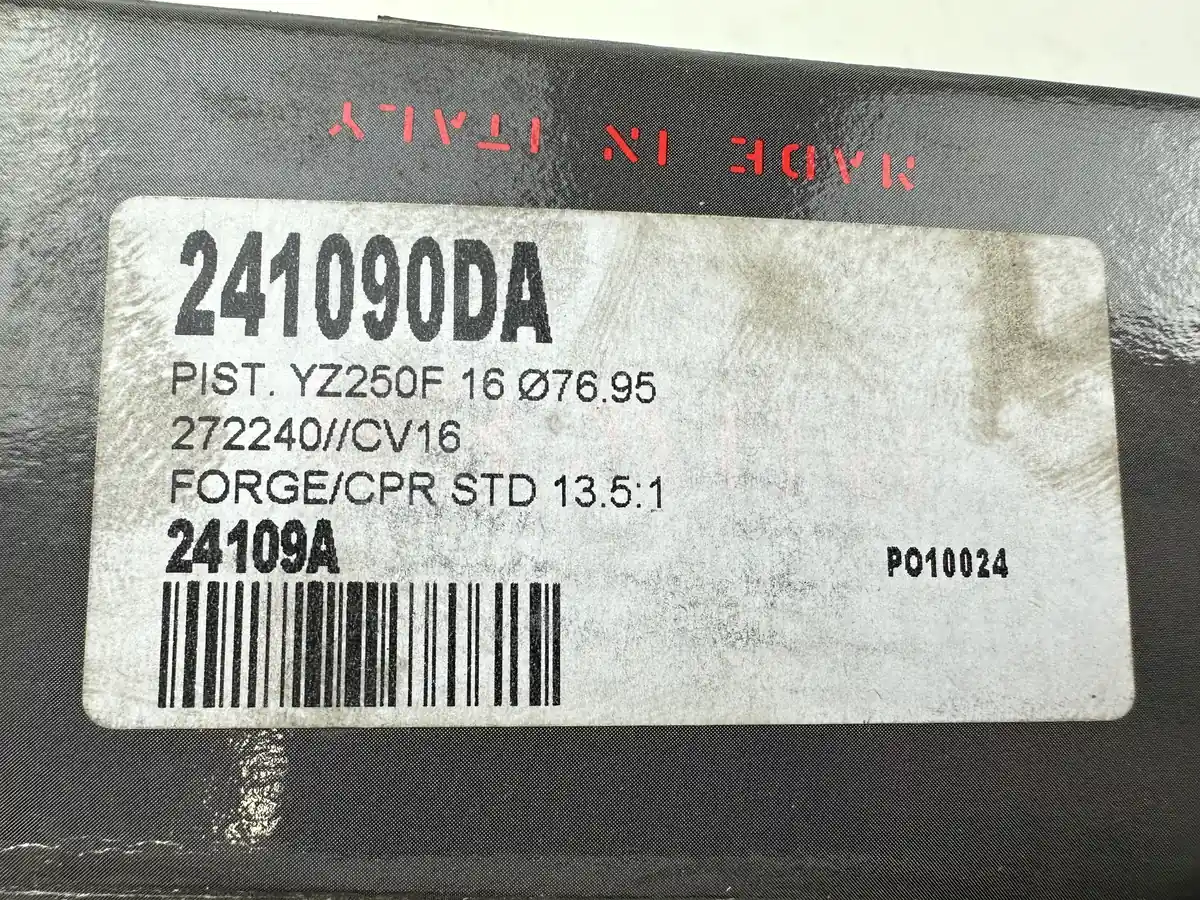 MADE IN ITALY
241090DA
PIST. YZ250F 16 Ø76.95
272240//CV16
FORGE/CPR STD 13.5:1
24109A
PO10024